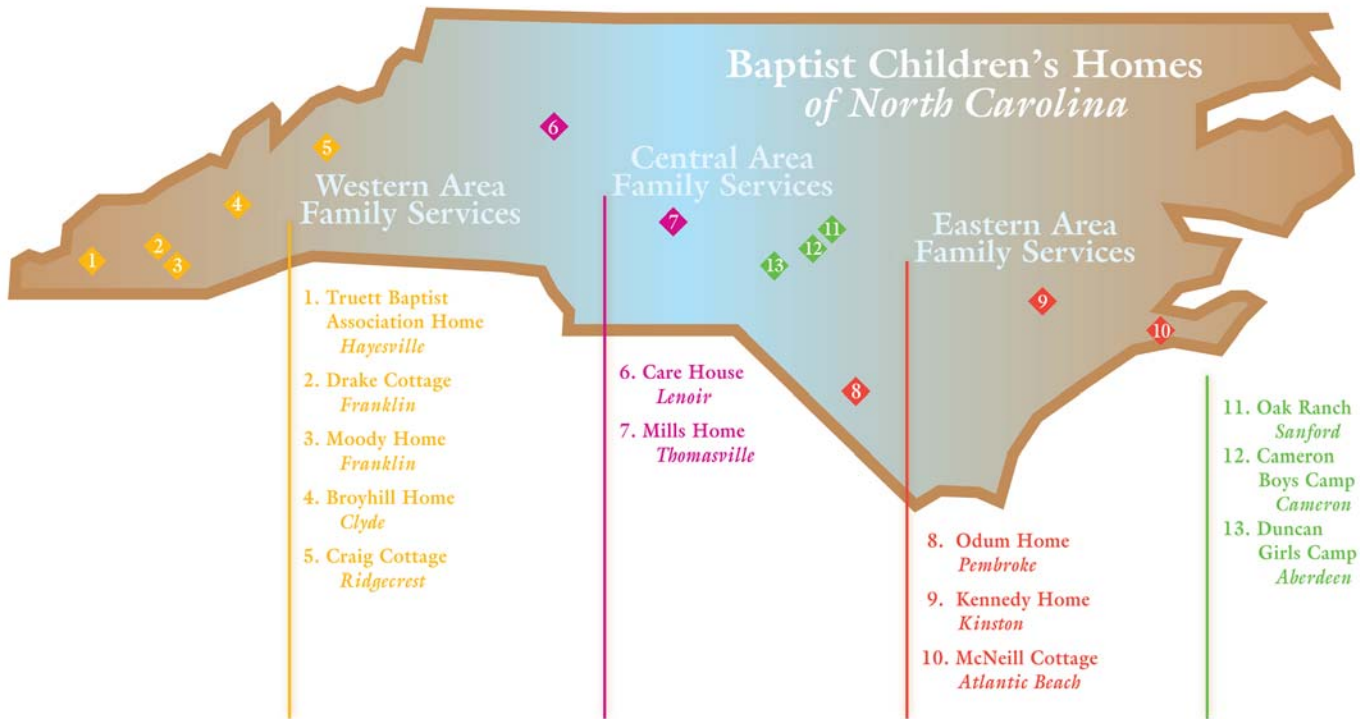 Baptist Children's Homes
of North Carolina
5
6
Central Area
Family Services
Western Area
Family Services
4
7
11
12
2
1
3
13
Eastern Area
Family Services
9
10
8
1. Truett Baptist
Association Home
Hayesville
2. Drake Cottage
Franklin
3. Moody Home
Franklin
4. Broyhill Home
Clyde
5. Craig Cottage
Ridgecrest
6. Care House
Lenoir
7. Mills Home
Thomasville
8. Odum Home
Pembroke
9. Kennedy Home
Kinston
10. McNeill Cottage
Atlantic Beach
11. Oak Ranch
Sanford
12. Cameron
Boys Camp
Cameron
13. Duncan
Girls Camp
Aberdeen